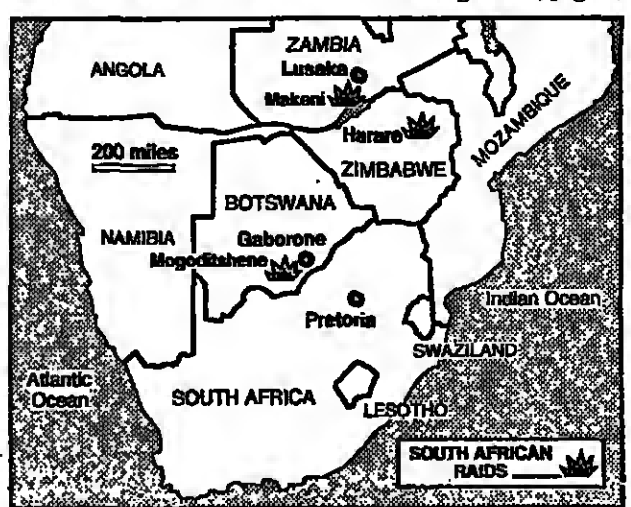 ZAMBIA
ANGOLA
Lusaka
Makeni
MOZAMBIQUE
Harare
200 miles
ZIMBABWE
BOTSWANA
NAMIBIA
Gaborone
Mogoditshene
Indian Ocean
Pretoria
SWAZILAND
Atlantic
Ocean
SOUTH AFRICA
LESOTHO
SOUTH AFRICAN
RAIDS